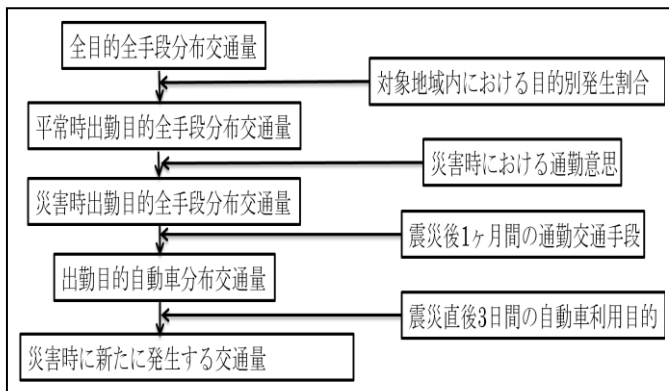 全目的全手段分布交通量
対象地域内における目的別発生割合
平常時出勤目的全手段分布交通量
災害時における通勤意思
災害時出勤目的全手段分布交通量
震災後1ヶ月間の通勤交通手段
出勤目的自動車分布交通量
震災直後3日間の自動車利用目的
災害時に新たに発生する交通量